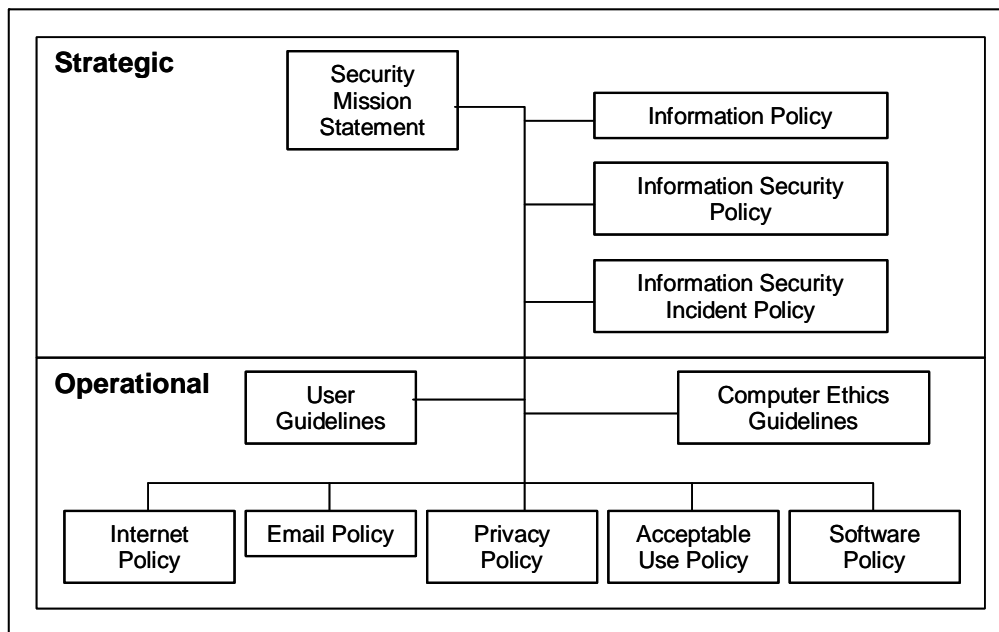 Strategic
Security
Mission
Statement
Information Policy
Information Security
Policy
Information Security
Incident Policy
Operational
User
Guidelines
Computer Ethics
Guidelines
Internet
Policy
Email Policy
Privacy
Policy
Acceptable
Use Policy
Software
Policy